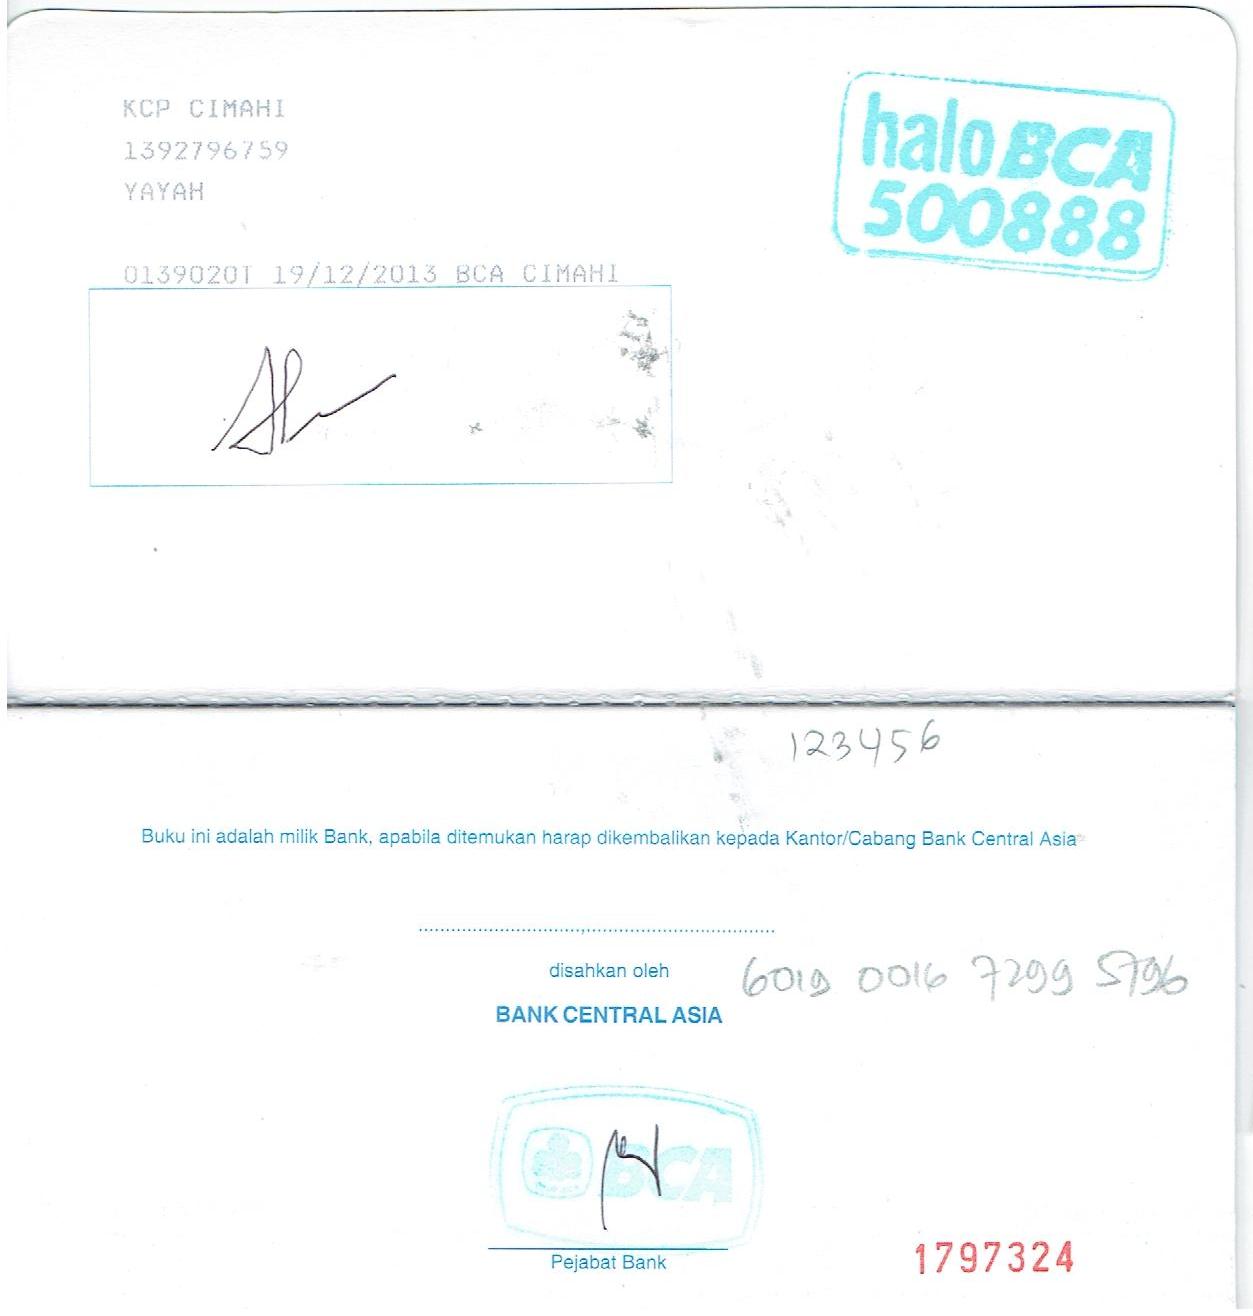 KCP CIMAHI
1392796759
YAYAH
halo BCA
500888
0139020T 19/12/2013 BCA CIMAHI
123456
Buku ini adalah milik Bank, apabila ditemukan harap dikembalikan kepada Kantor/Cabang Bank Central Asia
disahkan oleh
6019 0016 7299 5796
BANK CENTRAL ASIA
BCA
Pejabat Bank
1797324